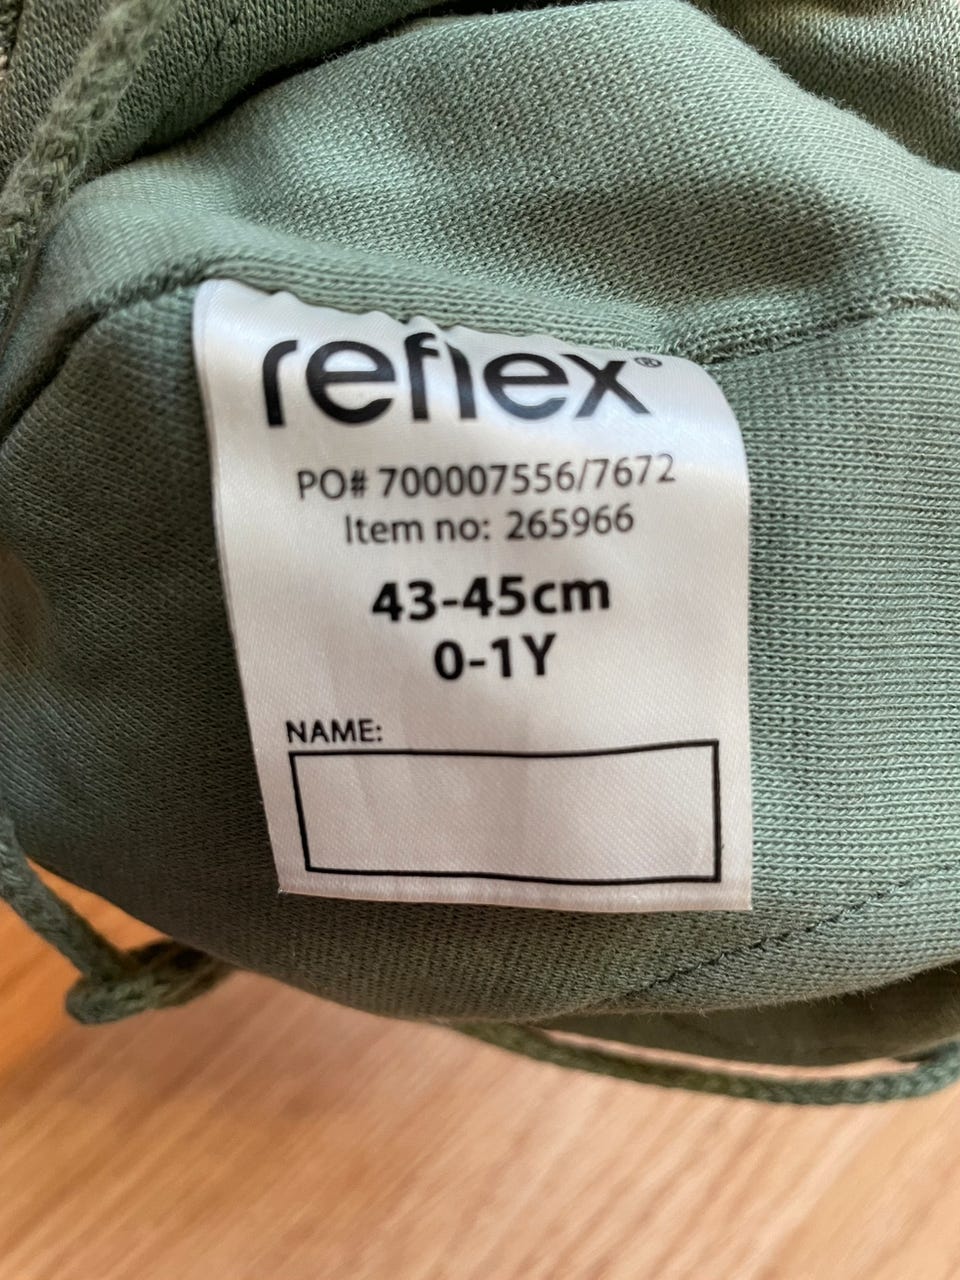 reflex®
PO# 700007556/7672
Item no: 265966
43-45cm
0-1Y
NAME: